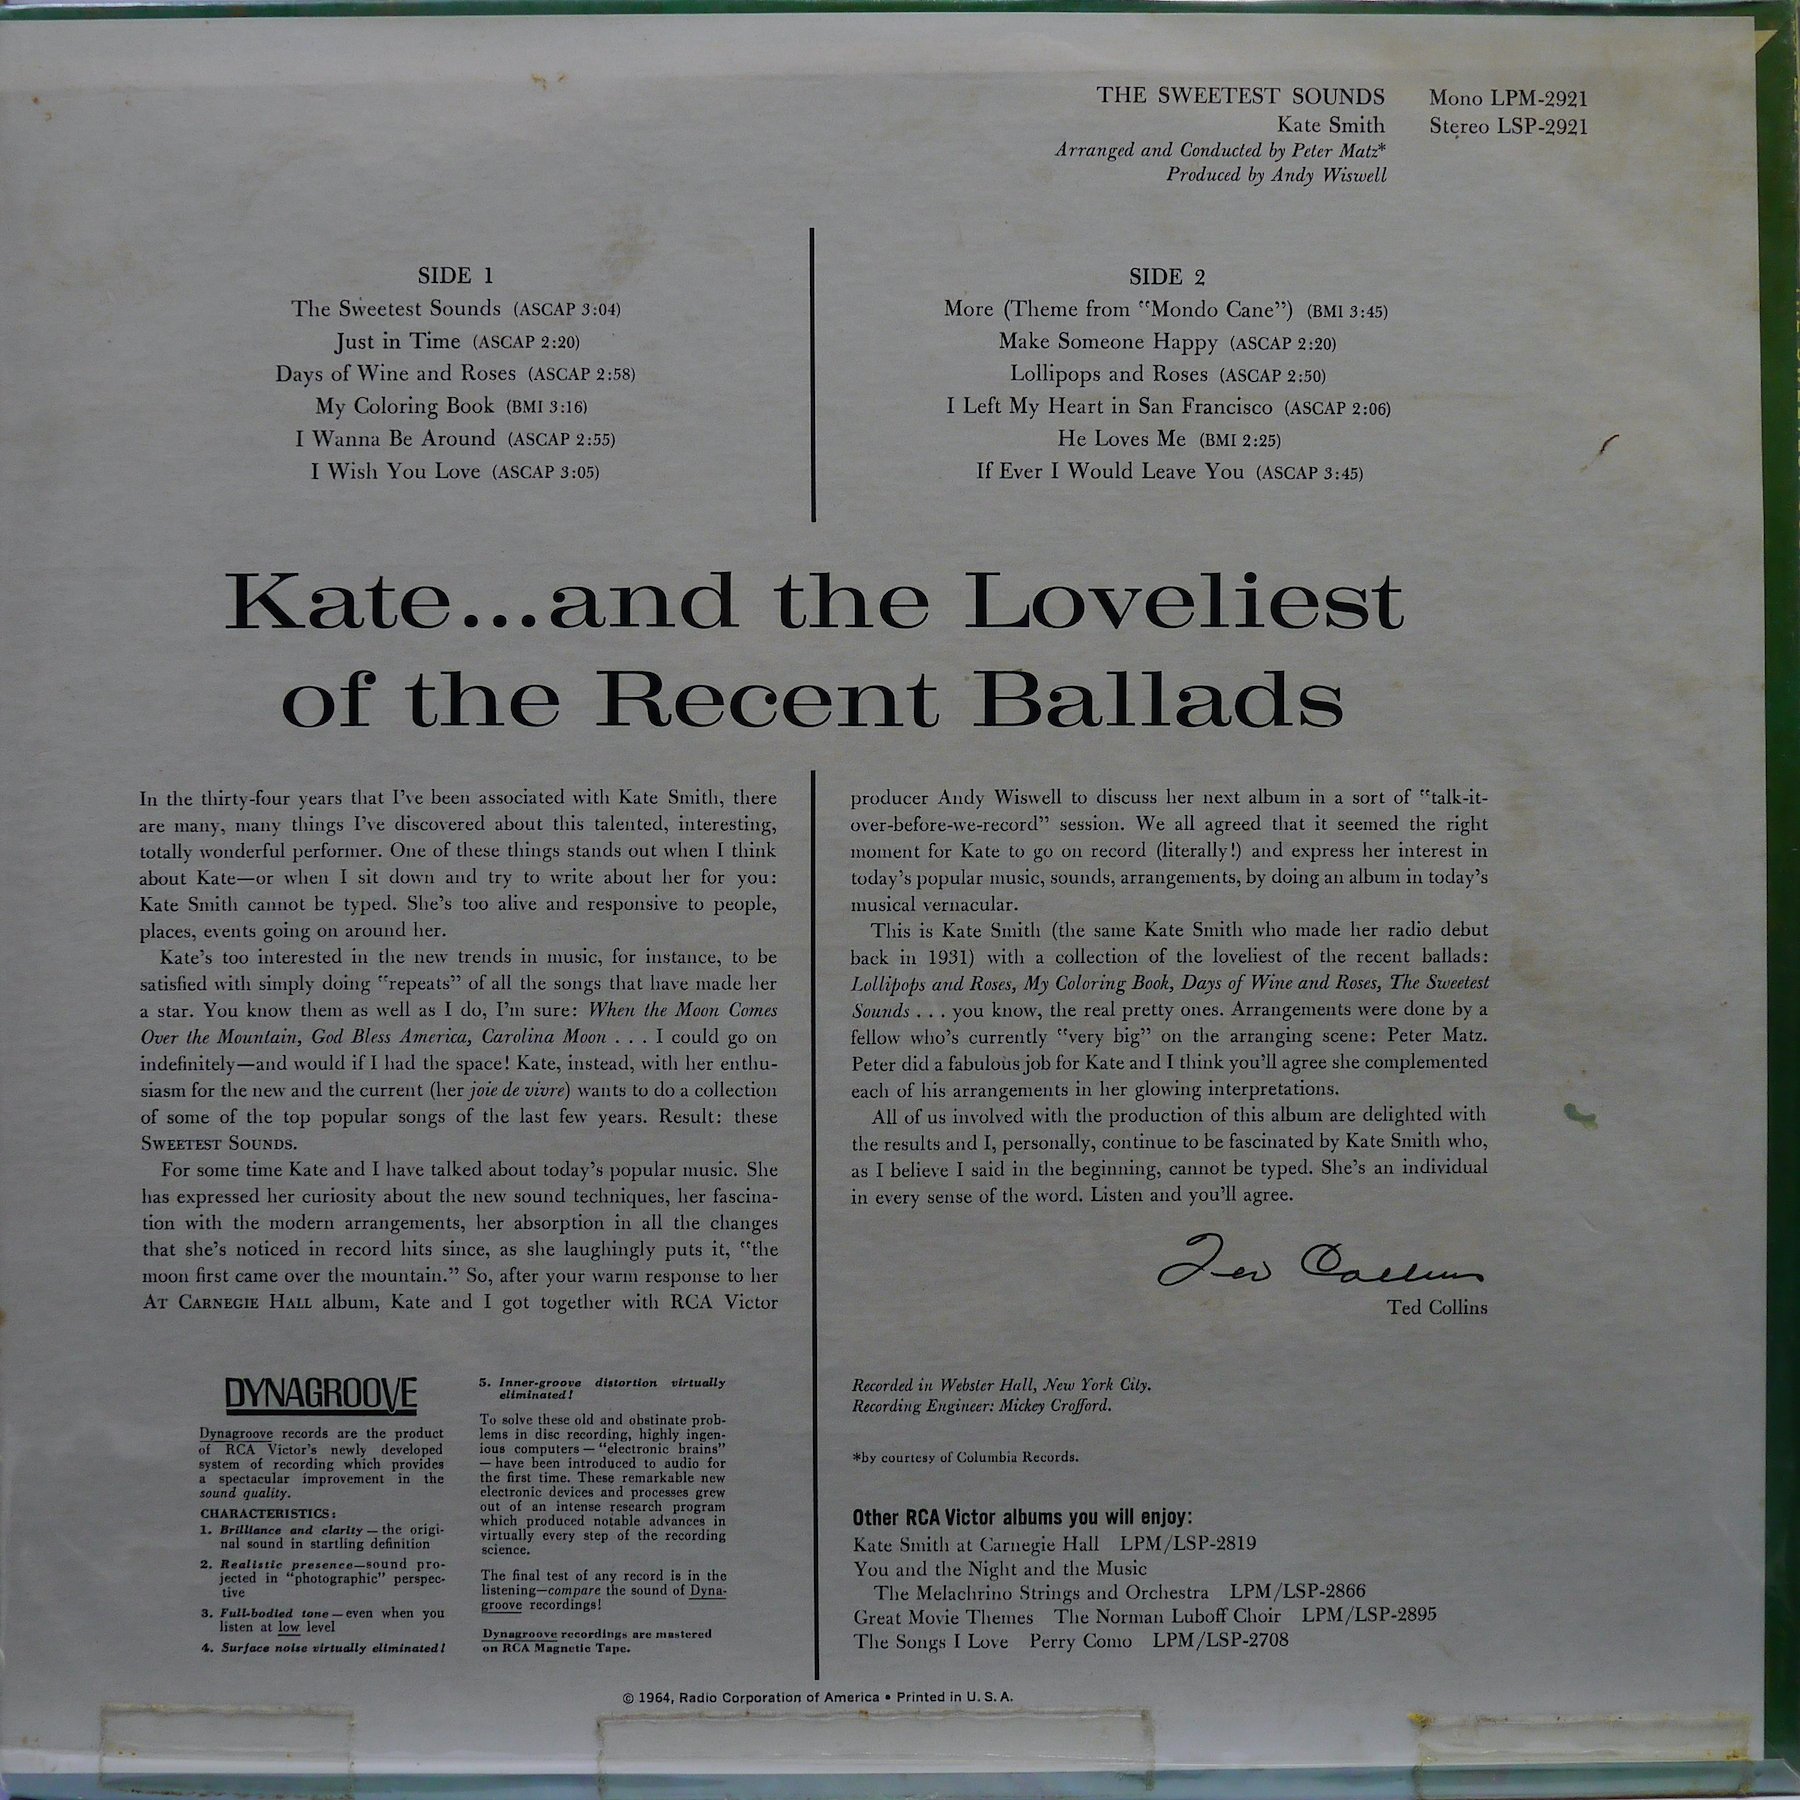 THE SWEETEST SOUNDS
Kate Smith
Arranged and Conducted by Peter Matz*
Produced by Andy Wiswell
Mono LPM-2921
Stereo LSP-2921
SIDE 1
The Sweetest Sounds (ASCAP 3:04)
Just in Time (ASCAP 2:20)
Days of Wine and Roses (ASCAP 2:58)
My Coloring Book (BMI 3:16)
I Wanna Be Around (ASCAP 2:55)
I Wish You Love (ASCAP 3:05)
SIDE 2
More (Theme from "Mondo Cane") (BMI 3:45)
Make Someone Happy (ASCAP 2:20)
Lollipops and Roses (ASCAP 2:50)
I Left My Heart in San Francisco (ASCAP 2:06)
He Loves Me (BMI 2:25)
If Ever I Would Leave You (ASCAP 3:45)
Kate...and the Loveliest
of the Recent Ballads
In the thirty-four years that I've been associated with Kate Smith, there
are many, many things I've discovered about this talented, interesting,
totally wonderful performer. One of these things stands out when I think
about Kate—or when I sit down and try to write about her for you:
Kate Smith cannot be typed. She's too alive and responsive to people,
places, events going on around her.
Kate's too interested in the new trends in music, for instance, to be
satisfied with simply doing "repeats" of all the songs that have made her
a star. You know them as well as I do, I'm sure: When the Moon Comes
Over the Mountain, God Bless America, Carolina Moon . . . I could go on
indefinitely—and would if I had the space! Kate, instead, with her enthu-
siasm for the new and the current (her joie de vivre) wants to do a collection
of some of the top popular songs of the last few years. Result: these
SWEETEST SOUNDS.
For some time Kate and I have talked about today's popular music. She
has expressed her curiosity about the new sound techniques, her fascina-
tion with the modern arrangements, her absorption in all the changes
that she's noticed in record hits since, as she laughingly puts it, "the
moon first came over the mountain." So, after your warm response to her
AT CARNEGIE HALL album, Kate and I got together with RCA Victor
producer Andy Wiswell to discuss her next album in a sort of "talk-it-
over-before-we-record" session. We all agreed that it seemed the right
moment for Kate to go on record (literally!) and express her interest in
today's popular music, sounds, arrangements, by doing an album in today's
musical vernacular.
This is Kate Smith (the same Kate Smith who made her radio debut
back in 1931) with a collection of the loveliest of the recent ballads:
Lollipops and Roses, My Coloring Book, Days of Wine and Roses, The Sweetest
Sounds . . . you know, the real pretty ones. Arrangements were done by a
fellow who's currently "very big" on the arranging scene: Peter Matz.
Peter did a fabulous job for Kate and I think you'll agree she complemented
each of his arrangements in her glowing interpretations.
All of us involved with the production of this album are delighted with
the results and I, personally, continue to be fascinated by Kate Smith who,
as I believe I said in the beginning, cannot be typed. She's an individual
in every sense of the word. Listen and you'll agree.
Ted Collins
Ted Collins
DYNAGROOVE
Dynagroove records are the product
of RCA Victor's newly developed
system of recording which provides
a spectacular improvement in the
sound quality.
CHARACTERISTICS:
1. Brilliance and clarity — the origi-
nal sound in startling definition
2. Realistic presence—sound pro-
jected in "photographic" perspec-
tive
3. Full-bodied tone — even when you
listen at low level
4. Surface noise virtually eliminated!
5. Inner-groove distortion virtually
eliminated!
To solve these old and obstinate prob-
lems in disc recording, highly ingen-
ious computers — "electronic brains"
— have been introduced to audio for
the first time. These remarkable new
electronic devices and processes grew
out of an intense research program
which produced notable advances in
virtually every step of the recording
science.
The final test of any record is in the
listening—compare the sound of Dyna-
groove recordings!
Dynagroove recordings are mastered
on RCA Magnetic Tape.
Recorded in Webster Hall, New York City.
Recording Engineer: Mickey Crofford.
*by courtesy of Columbia Records.
Other RCA Victor albums you will enjoy:
Kate Smith at Carnegie Hall LPM/LSP-2819
You and the Night and the Music
The Melachrino Strings and Orchestra LPM/LSP-2866
Great Movie Themes The Norman Luboff Choir LPM/LSP-2895
The Songs I Love Perry Como LPM/LSP-2708
© 1964, Radio Corporation of America • Printed in U. S. A.